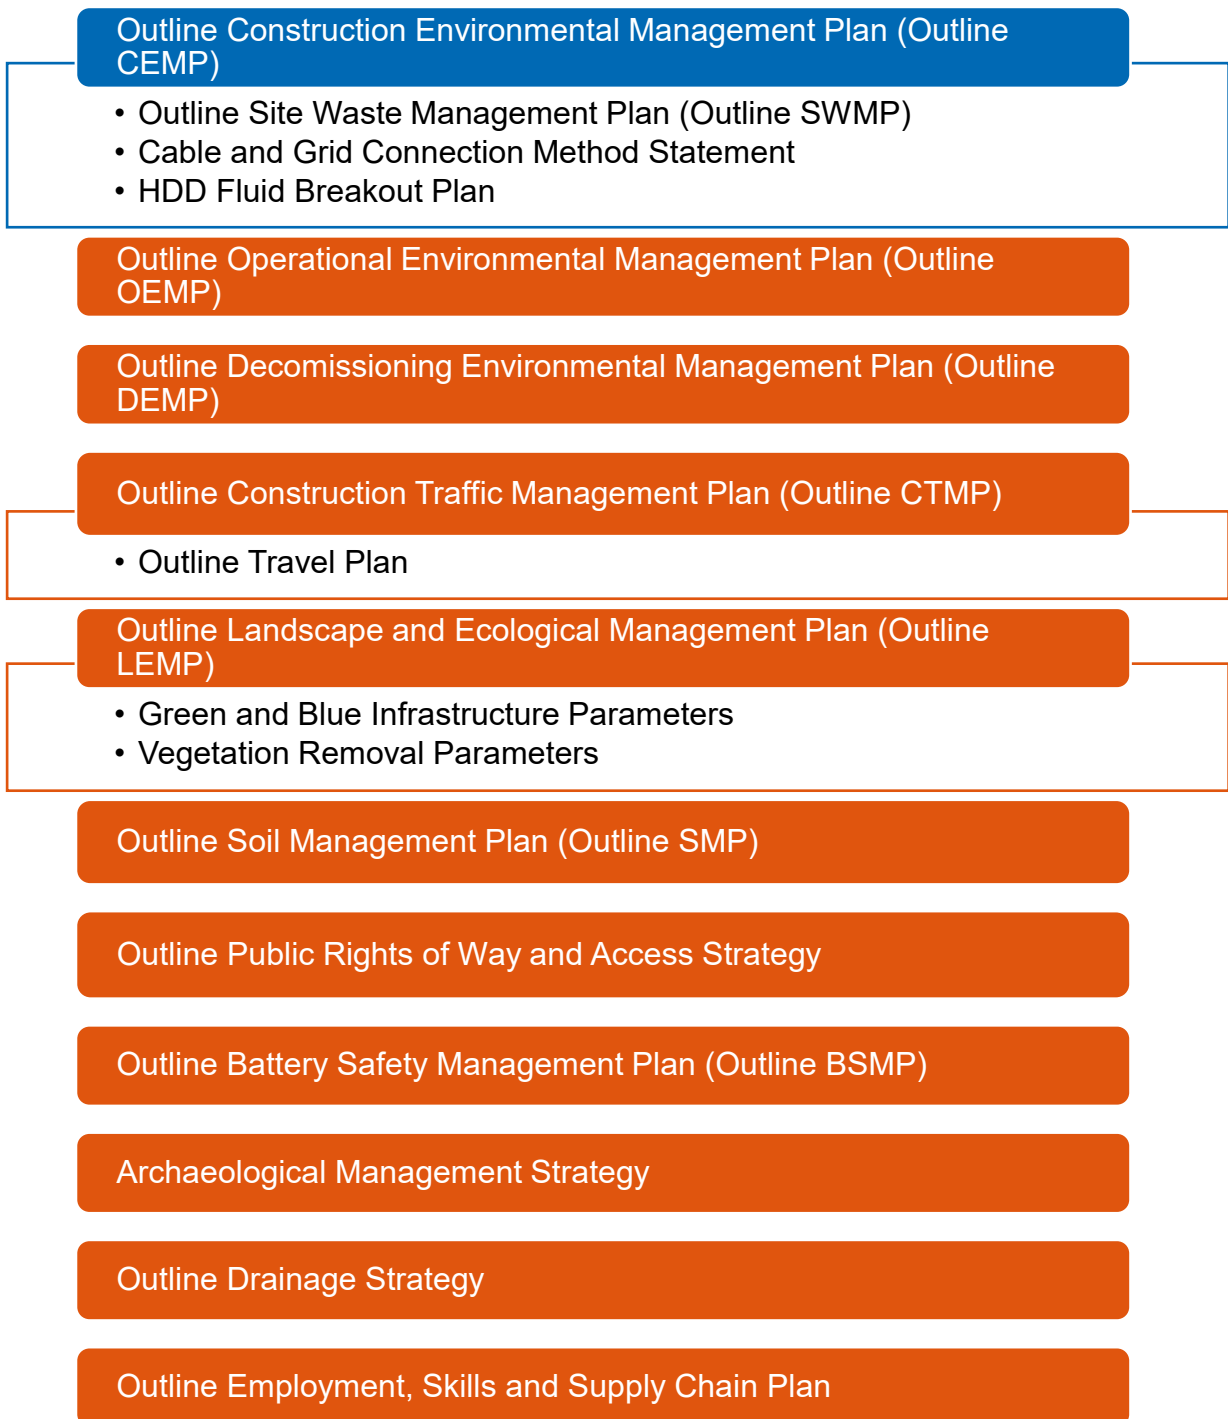 Outline Construction Environmental Management Plan (Outline
CEMP)
• Outline Site Waste Management Plan (Outline SWMP)
• Cable and Grid Connection Method Statement
• HDD Fluid Breakout Plan
Outline Operational Environmental Management Plan (Outline
OEMP)
Outline Decomissioning Environmental Management Plan (Outline
DEMP)
Outline Construction Traffic Management Plan (Outline CTMP)
• Outline Travel Plan
Outline Landscape and Ecological Management Plan (Outline
LEMP)
• Green and Blue Infrastructure Parameters
• Vegetation Removal Parameters
Outline Soil Management Plan (Outline SMP)
Outline Public Rights of Way and Access Strategy
Outline Battery Safety Management Plan (Outline BSMP)
Archaeological Management Strategy
Outline Drainage Strategy
Outline Employment, Skills and Supply Chain Plan